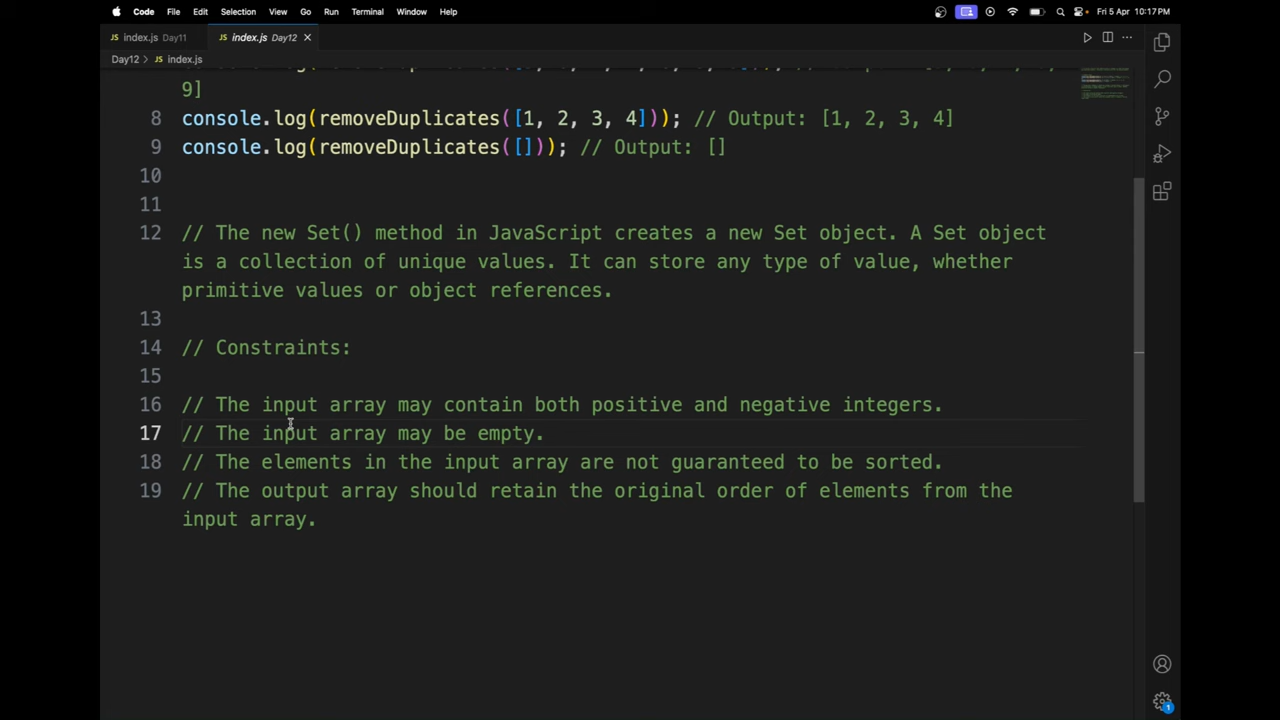 Code File Edit Selection View Go Run Terminal Window Help Fri 5 Apr 10:17 PM
JS index.js Day11 JS index.js Day12
Day12 > JS index.js
9]
8 console.log(removeDuplicates([1, 2, 3, 4])); // Output: [1, 2, 3, 4]
9 console.log(removeDuplicates([])); // Output: []
10
11
12 // The new Set() method in JavaScript creates a new Set object. A Set object
is a collection of unique values. It can store any type of value, whether
primitive values or object references.
13
14 // Constraints:
15
16 // The input array may contain both positive and negative integers.
17 // The input array may be empty.
18 // The elements in the input array are not guaranteed to be sorted.
19 // The output array should retain the original order of elements from the
input array.
1